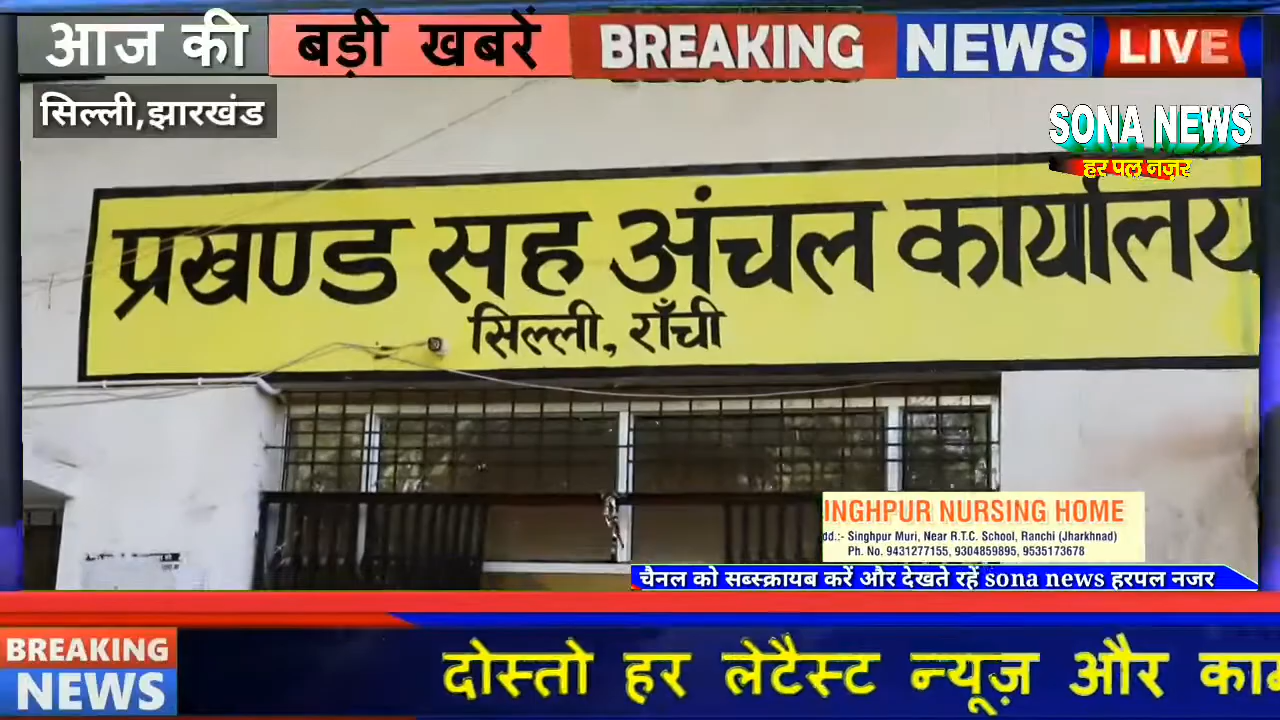 आज की बड़ी खबरें BREAKING NEWS LIVE
सिल्ली,झारखंड
SONA NEWS
हर पल नज़र
प्रखण्ड सह अंचल कार्यालय
सिल्ली, राँची
INGHPUR NURSING HOME
dd.:- Singhpur Muri, Near R.T.C. School, Ranchi (Jharkhnad)
Ph. No. 9431277155, 9304859895, 9535173678
चैनल को सब्स्क्रायब करें और देखते रहें sona news हरपल नजर
BREAKING
NEWS
दोस्तो हर लेटैस्ट न्यूज़ और